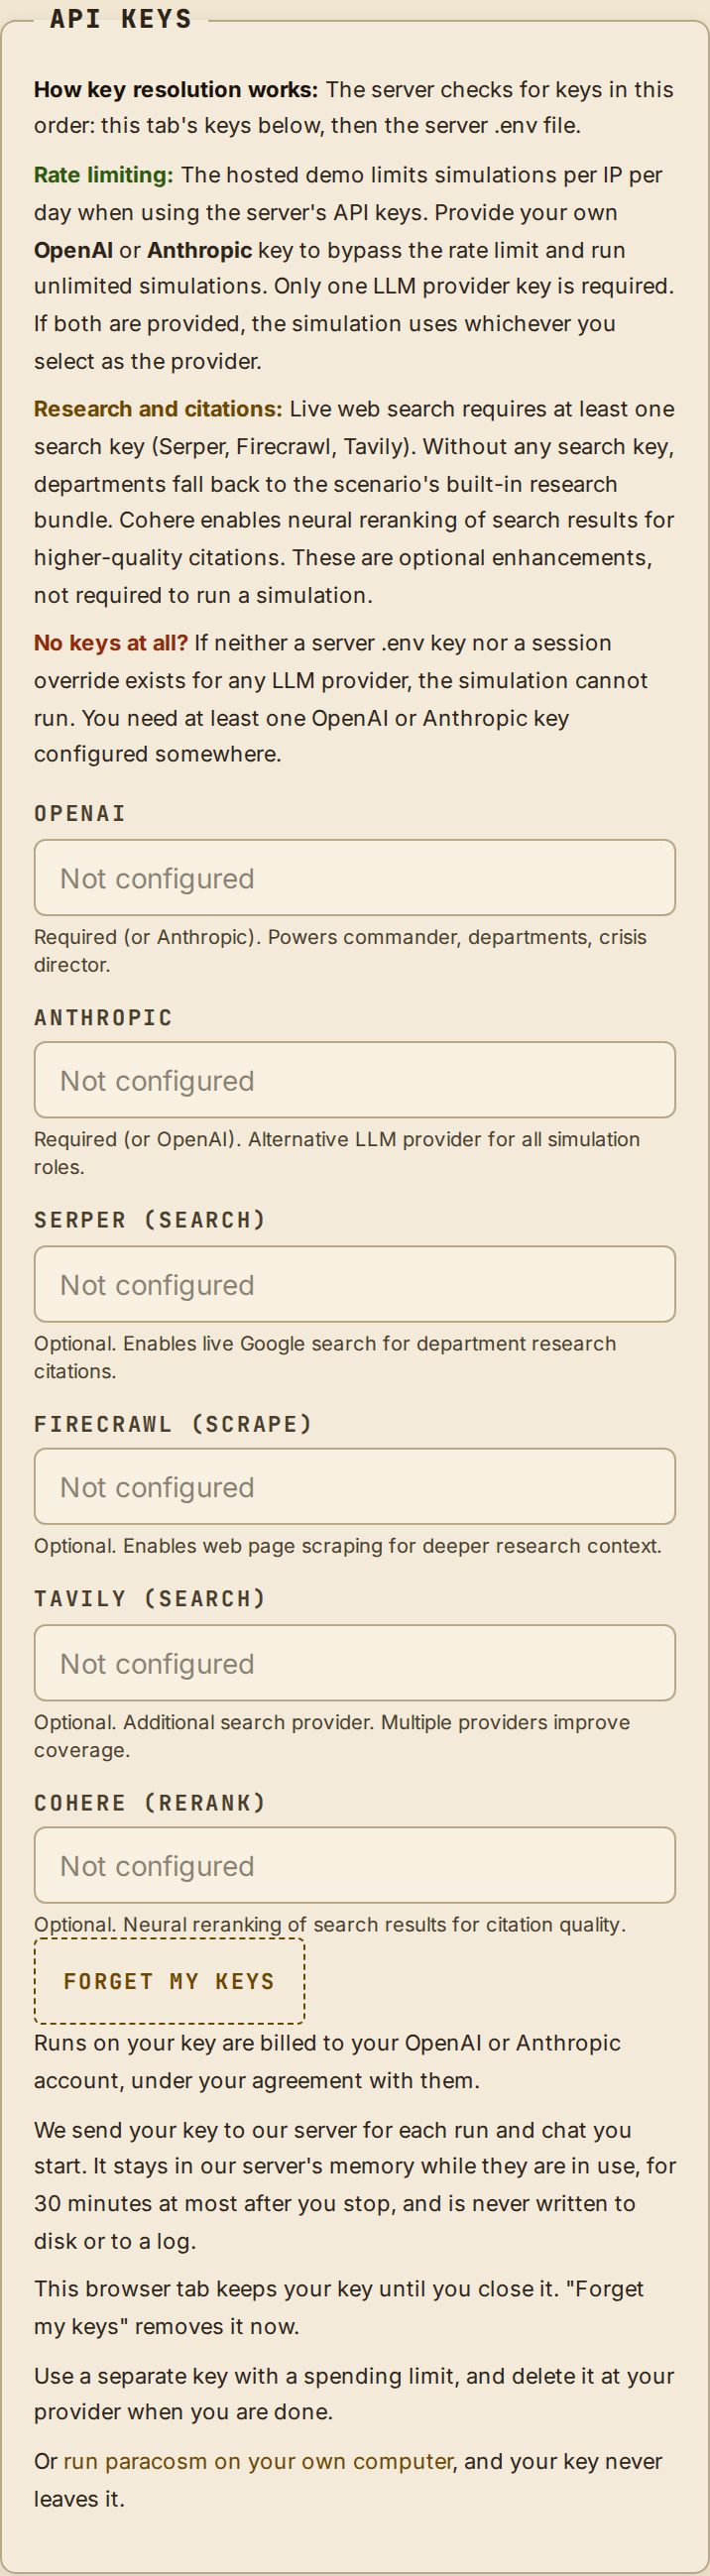 API KEYS
How key resolution works: The server checks for keys in this
order: this tab's keys below, then the server .env file.
Rate limiting: The hosted demo limits simulations per IP per
day when using the server's API keys. Provide your own
OpenAI or Anthropic key to bypass the rate limit and run
unlimited simulations. Only one LLM provider key is required.
If both are provided, the simulation uses whichever you
select as the provider.
Research and citations: Live web search requires at least one
search key (Serper, Firecrawl, Tavily). Without any search key,
departments fall back to the scenario's built-in research
bundle. Cohere enables neural reranking of search results for
higher-quality citations. These are optional enhancements,
not required to run a simulation.
No keys at all? If neither a server .env key nor a session
override exists for any LLM provider, the simulation cannot
run. You need at least one OpenAI or Anthropic key
configured somewhere.
OPENAI
Not configured
Required (or Anthropic). Powers commander, departments, crisis
director.
ANTHROPIC
Not configured
Required (or OpenAI). Alternative LLM provider for all simulation
roles.
SERPER (SEARCH)
Not configured
Optional. Enables live Google search for department research
citations.
FIRECRAWL (SCRAPE)
Not configured
Optional. Enables web page scraping for deeper research context.
TAVILY (SEARCH)
Not configured
Optional. Additional search provider. Multiple providers improve
coverage.
COHERE (RERANK)
Not configured
Optional. Neural reranking of search results for citation quality.
FORGET MY KEYS
Runs on your key are billed to your OpenAI or Anthropic
account, under your agreement with them.
We send your key to our server for each run and chat you
start. It stays in our server's memory while they are in use, for
30 minutes at most after you stop, and is never written to
disk or to a log.
This browser tab keeps your key until you close it. "Forget
my keys" removes it now.
Use a separate key with a spending limit, and delete it at your
provider when you are done.
Or run paracosm on your own computer, and your key never
leaves it.